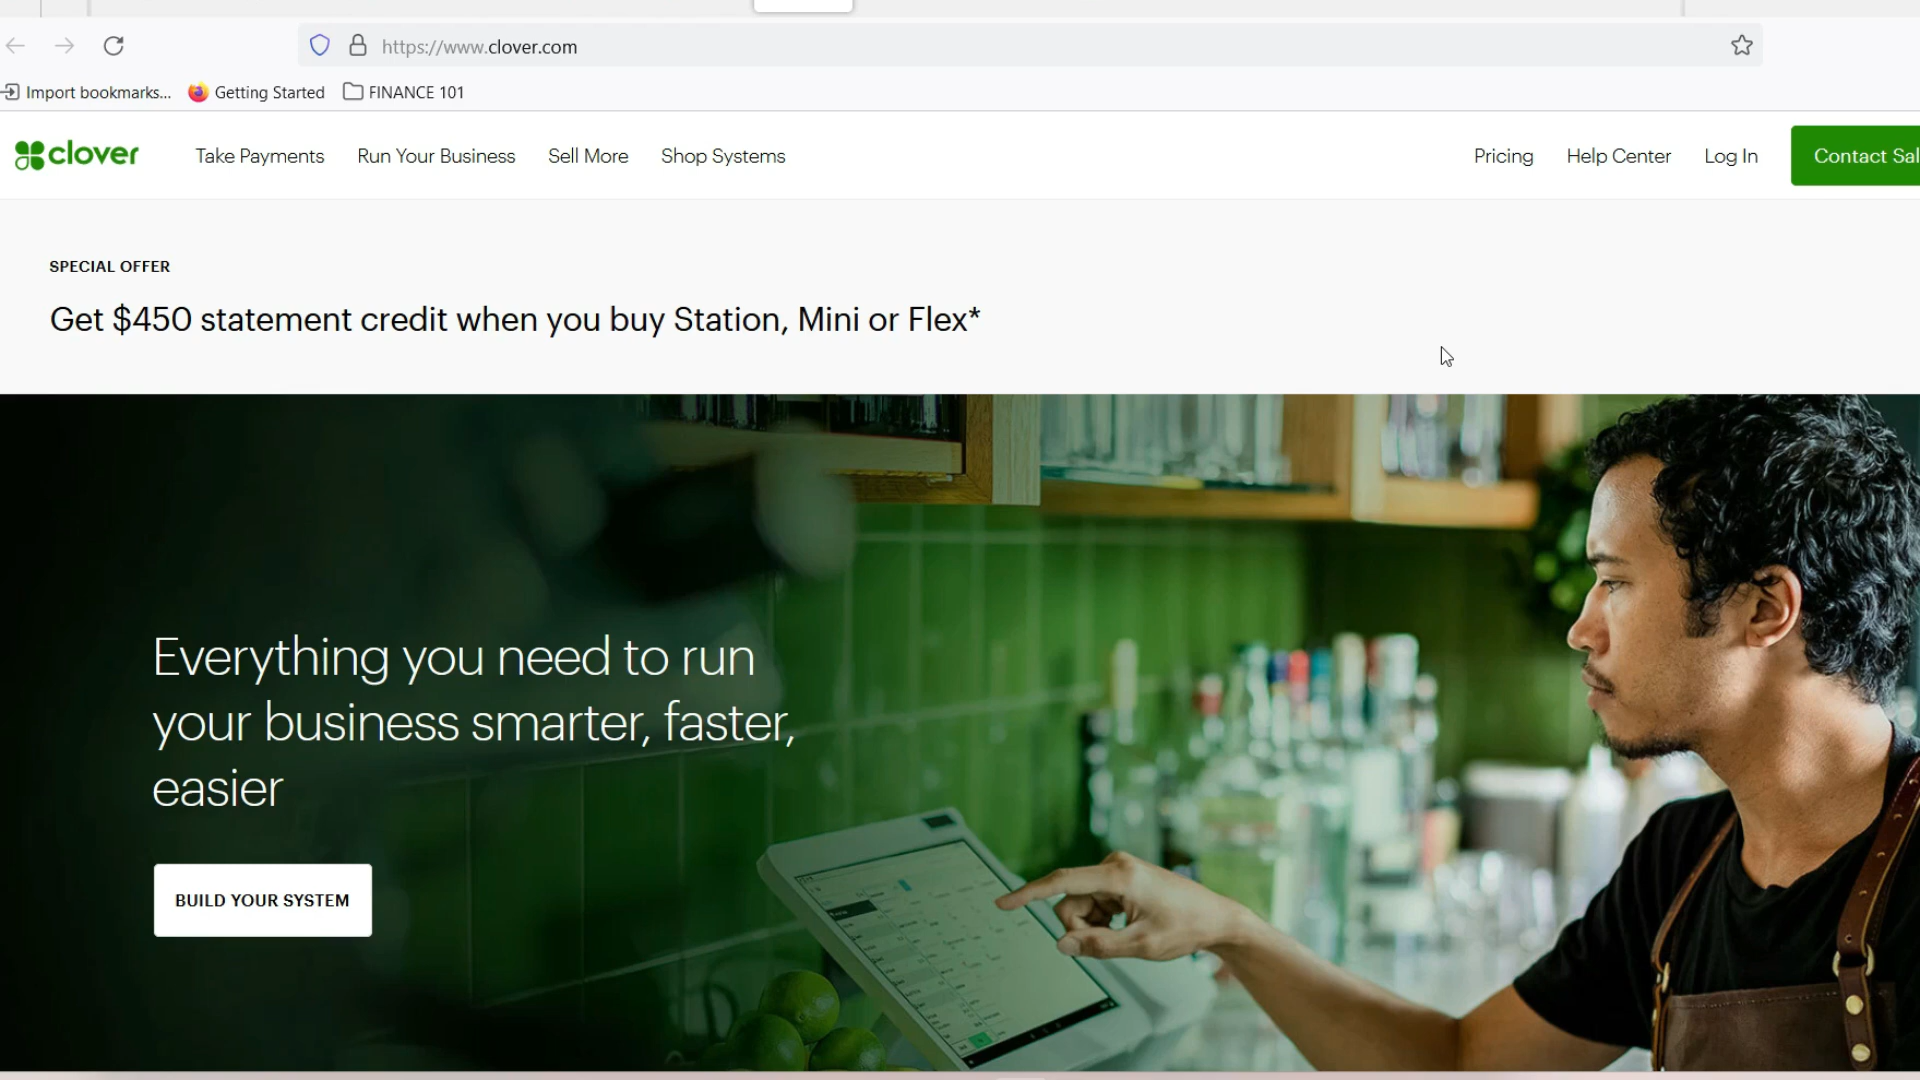 https://www.clover.com
Import bookmarks... Getting Started FINANCE 101
clover Take Payments Run Your Business Sell More Shop Systems Pricing Help Center Log In Contact Sal
SPECIAL OFFER
Get $450 statement credit when you buy Station, Mini or Flex*
Everything you need to run
your business smarter, faster,
easier
BUILD YOUR SYSTEM